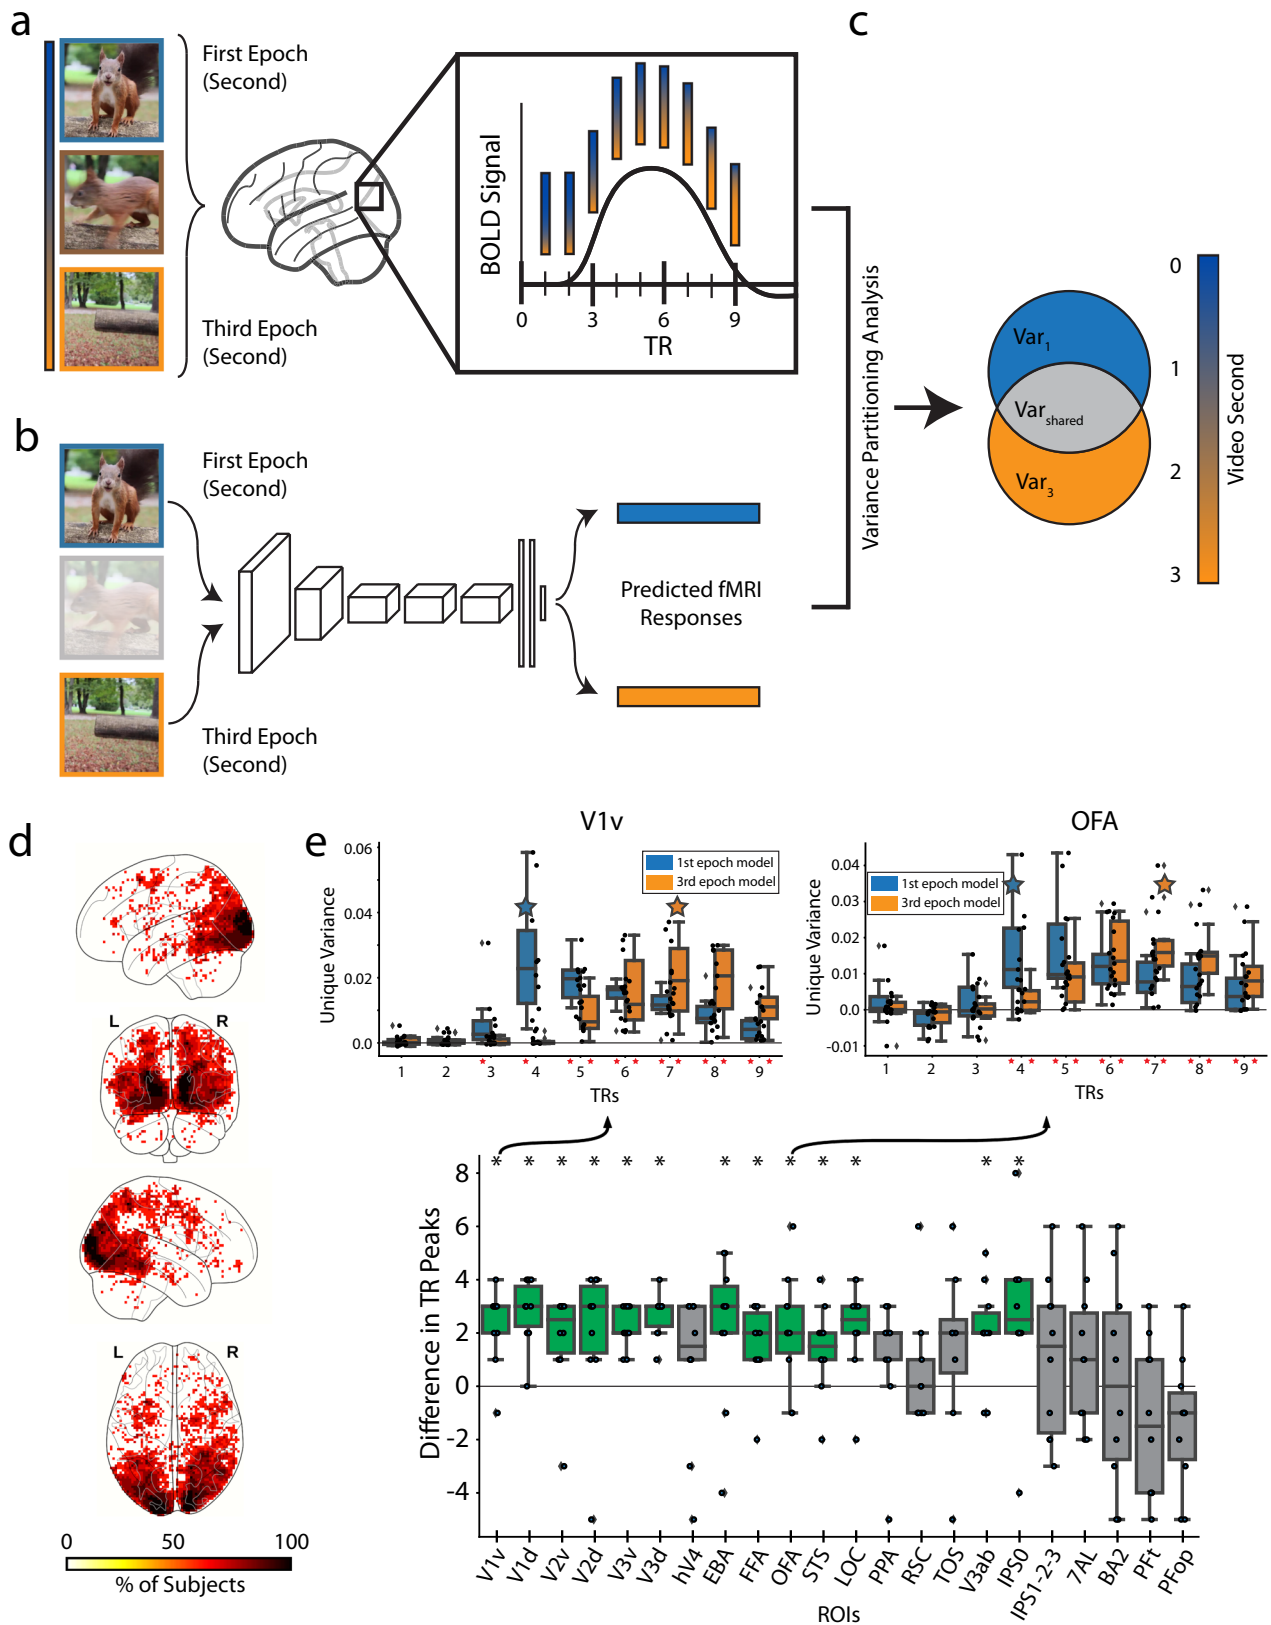 a
First Epoch
(Second)
Third Epoch
(Second)
BOLD Signal
0 3 6 9
TR
Variance Partitioning Analysis
c
Var1
Varshared
Var3
0
1
2
3
Video Second
b
First Epoch
(Second)
Third Epoch
(Second)
Predicted fMRI
Responses
d
L R
L R
0 50 100
% of Subjects
e
V1v
Unique Variance
0.06
0.04
0.02
0.0
1st epoch model
3rd epoch model
1 2 3 4 5 6 7 8 9
TRs
OFA
Unique Variance
0.04
0.03
0.02
0.01
0.0
-0.01
1st epoch model
3rd epoch model
1 2 3 4 5 6 7 8 9
TRs
Difference in TR Peaks
8
6
4
2
0
-2
-4
* * * * * * * * * * * * *
V1v V1d V2v V2d V3v V3d hV4 EBA FFA OFA STS LOC PPA RSC TOS V3ab IPS0 IPS1-2-3 7AL BA2 PFt PFop
ROIs